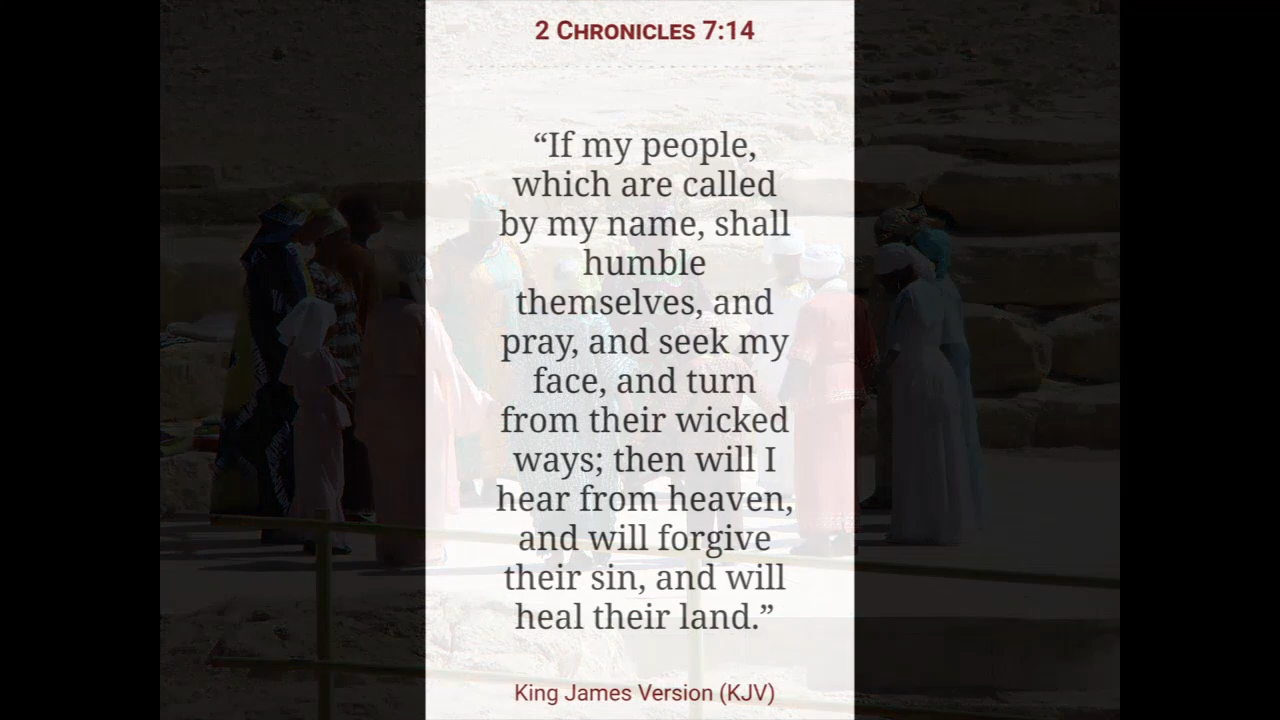 2 Chronicles 7:14
“If my people,
which are called
by my name, shall
humble
themselves, and
pray, and seek my
face, and turn
from their wicked
ways; then will I
hear from heaven,
and will forgive
their sin, and will
heal their land.”
King James Version (KJV)